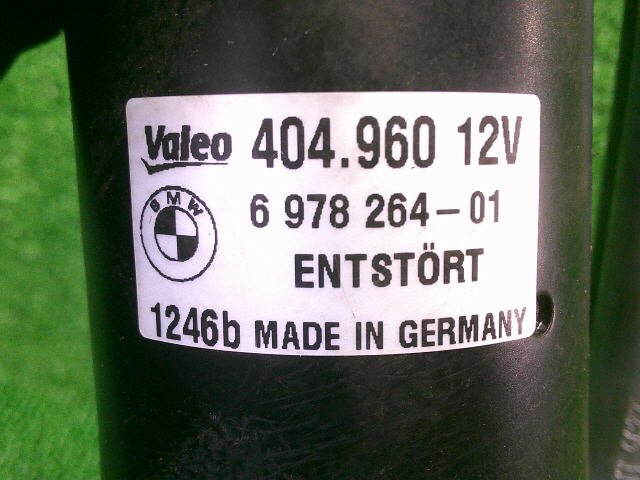 Valeo 404.960 12V
BMW 6 978 264-01
ENTSTÖRT
1246b MADE IN GERMANY